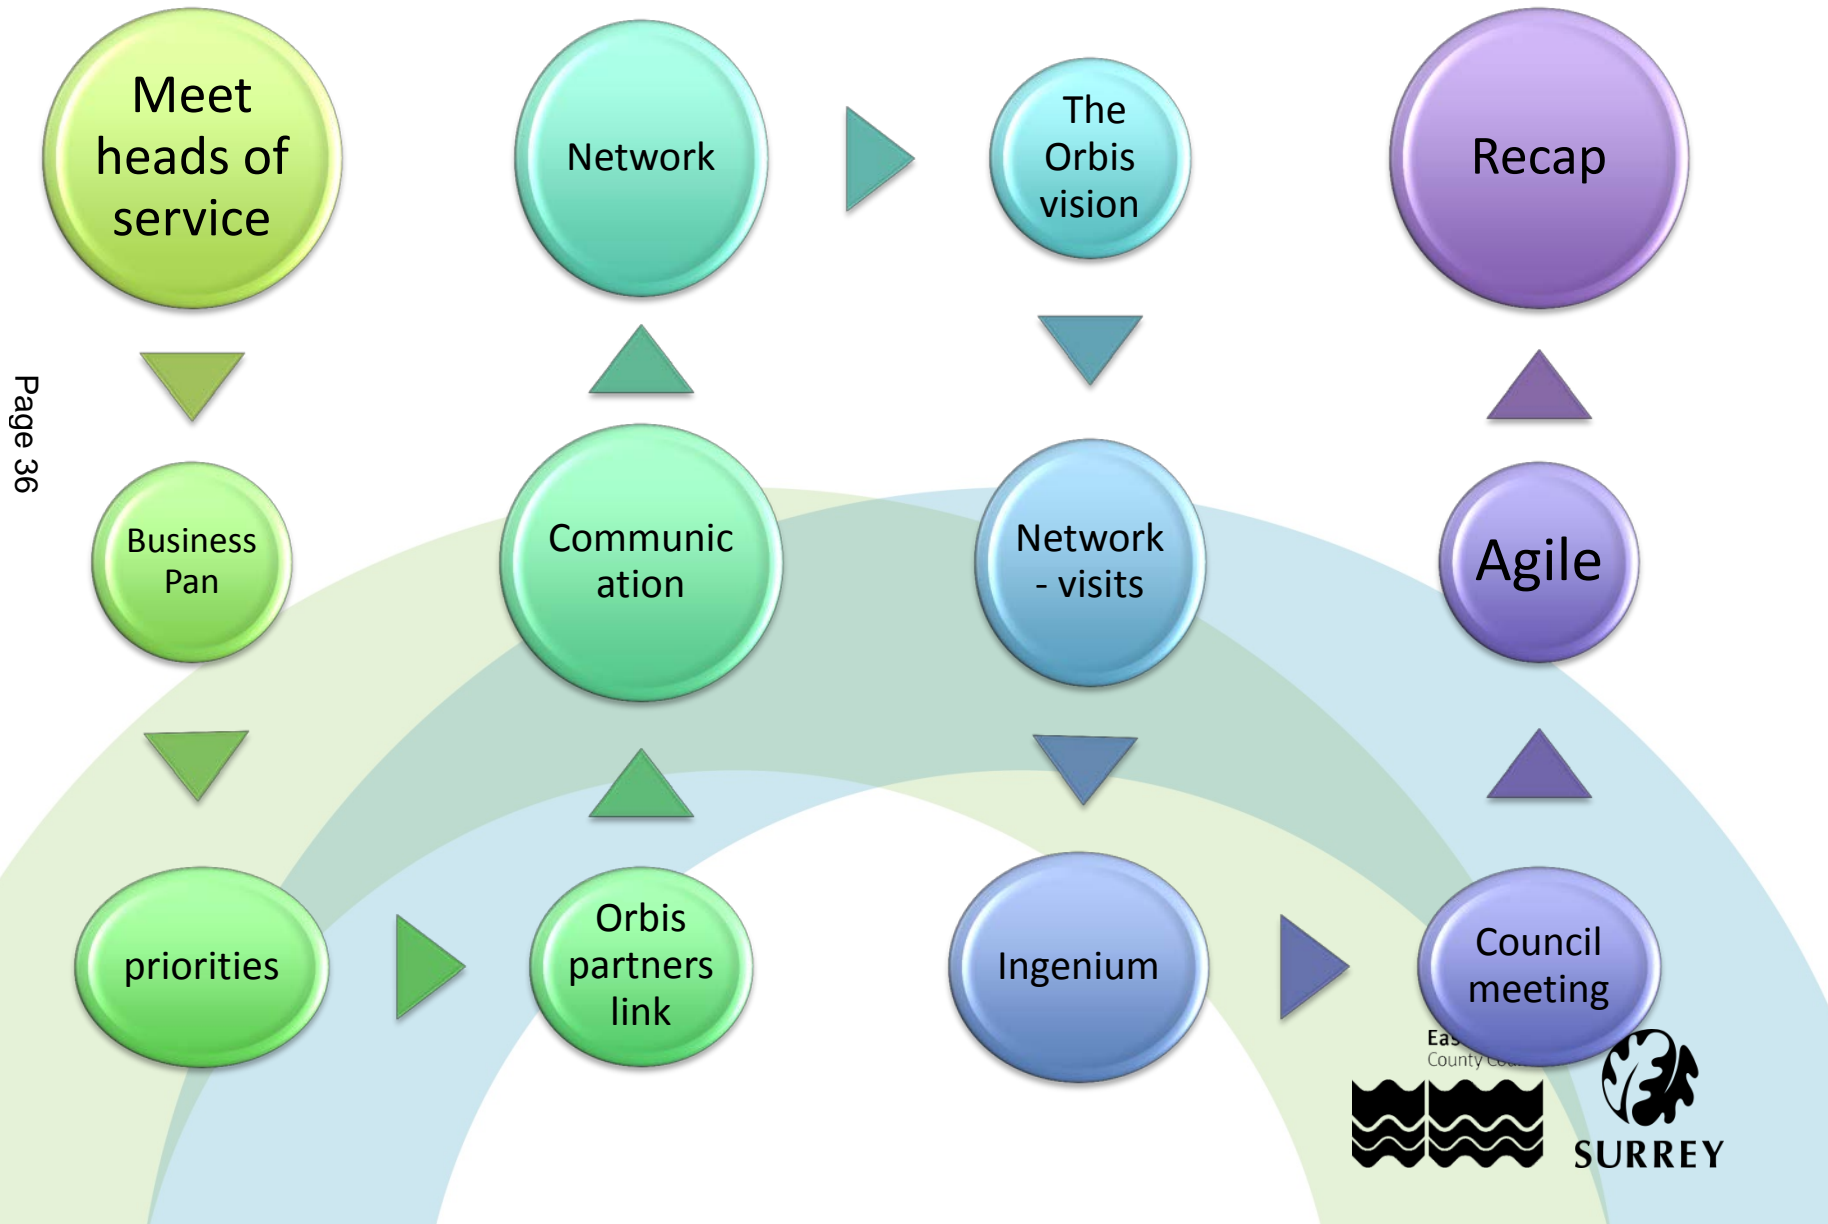 Meet
heads of
service
Business
Pan
priorities
Orbis
partners
link
Communic
ation
Network
The
Orbis
vision
Network
- visits
Ingenium
Council
meeting
Agile
Recap
Page 36
County
SURREY